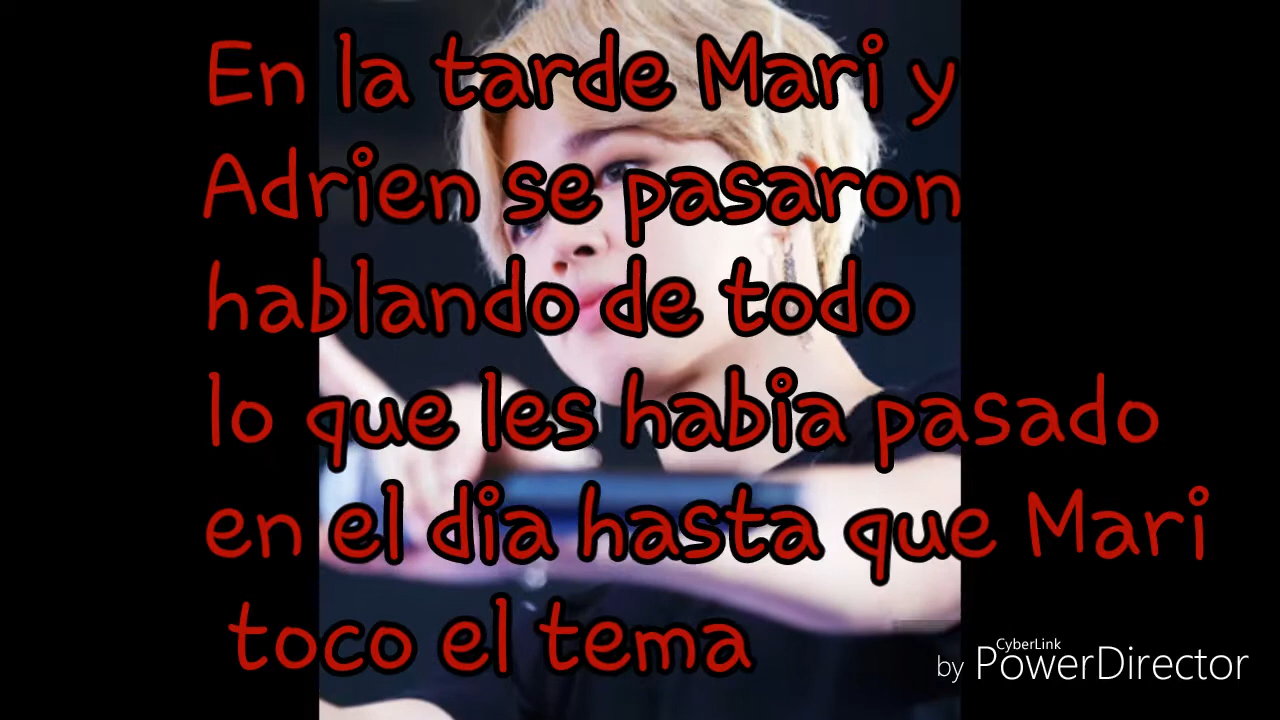 En la tarde Mari y
Adrien se pasaron
hablando de todo
lo que les habia pasado
en el dia hasta que Mari
toco el tema
CyberLink
by PowerDirector